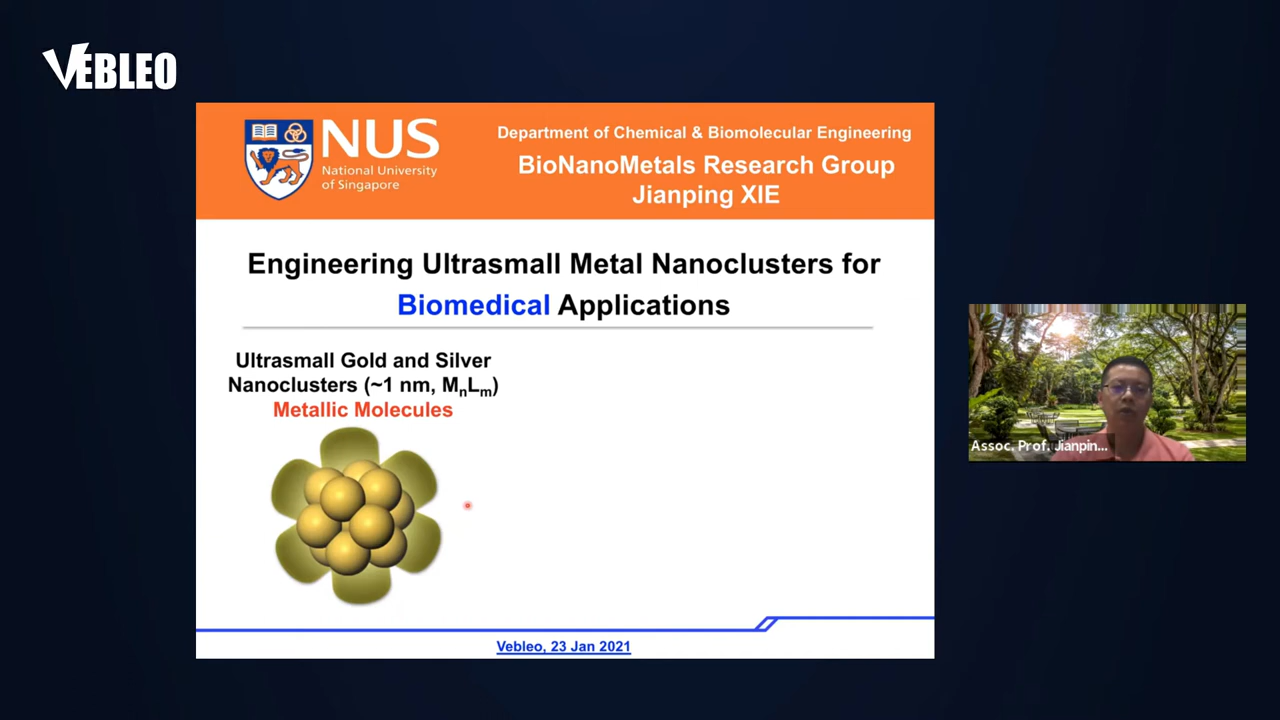 VEBLEO
NUS
National University
of Singapore
Department of Chemical & Biomolecular Engineering
BioNanoMetals Research Group
Jianping XIE
Engineering Ultrasmall Metal Nanoclusters for
Biomedical Applications
Ultrasmall Gold and Silver
Nanoclusters (~1 nm, MnLm)
Metallic Molecules
Assoc. Prof. Jianpin...
Vebleo, 23 Jan 2021